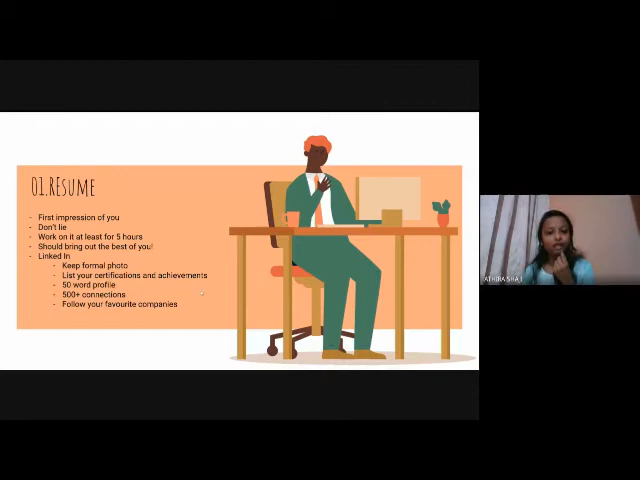 01.REsume
- First impression of you
- Don't lie
- Work on it at least for 5 hours
- Should bring out the best of you!
- Linked In
- Keep formal photo
- List your certifications and achievements
- 50 word profile
- 500+ connections
- Follow your favourite companies
ATHIRA SHAJI